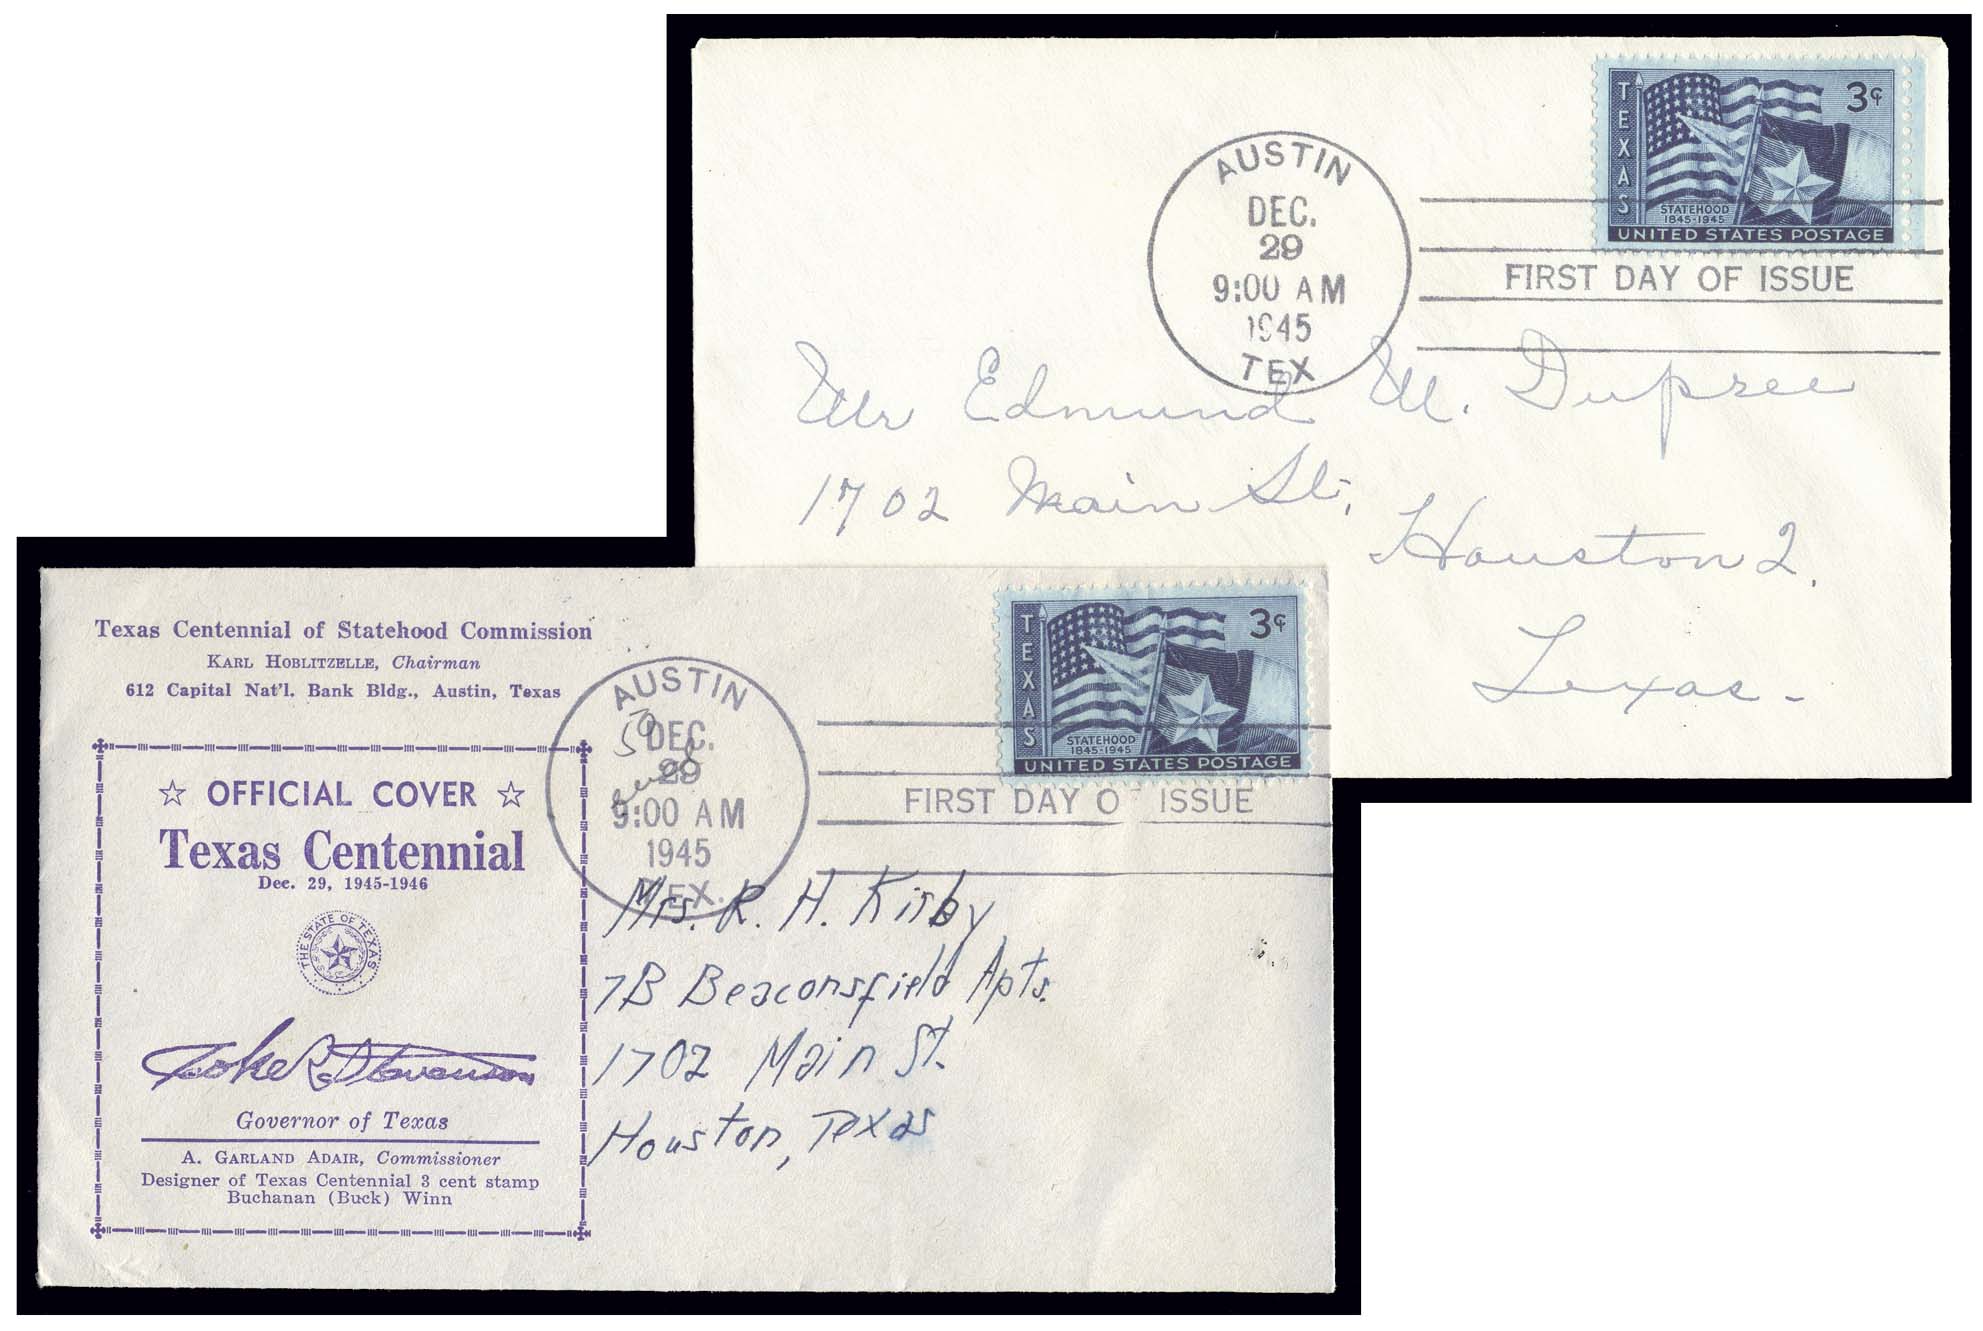 TEXAS
3¢
STATEHOOD
1845-1945
UNITED STATES POSTAGE
AUSTIN
DEC.
29
9:00 AM
1945
TEX
FIRST DAY OF ISSUE
Mr Edmund M. Dupree
1702 Main St.,
Houston 2,
Texas-
Texas Centennial of Statehood Commission
Karl Hoblitzelle, Chairman
612 Capital Nat'l. Bank Bldg., Austin, Texas
☆ OFFICIAL COVER ☆
Texas Centennial
Dec. 29, 1945-1946
THE STATE OF TEXAS
Coke R. Stevenson
Governor of Texas
A. Garland Adair, Commissioner
Designer of Texas Centennial 3 cent stamp
Buchanan (Buck) Winn
TEXAS
3¢
STATEHOOD
1845-1945
UNITED STATES POSTAGE
AUSTIN
DEC.
29
9:00 AM
1945
TEX.
50
FIRST DAY O ISSUE
Mrs. R. H. Kirby
7B Beaconsfield Apts.
1702 Main St.
Houston, Texas